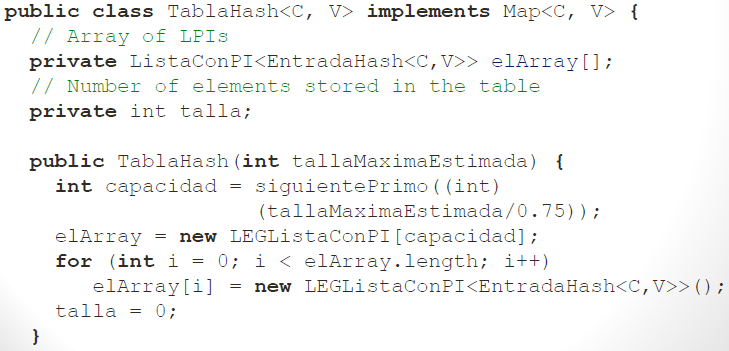 public class TablaHash<C, V> implements Map<C, V> {
// Array of LPIs
private ListaConPI<EntradaHash<C,V>> elArray[];
// Number of elements stored in the table
private int talla;
public TablaHash(int tallaMaximaEstimada) {
int capacidad = siguientePrimo((int)
(tallaMaximaEstimada/0.75));
elArray = new LEGListaConPI[capacidad];
for (int i = 0; i < elArray.length; i++)
elArray[i] = new LEGListaConPI<EntradaHash<C,V>>();
talla = 0;
}